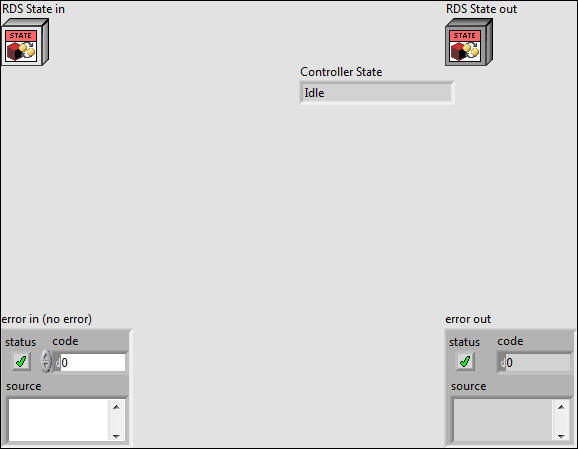 RDS State in
RDS State out
STATE
STATE
Controller State
Idle
error in (no error)
error out
status
code
status
code
d
0
d
0
source
source